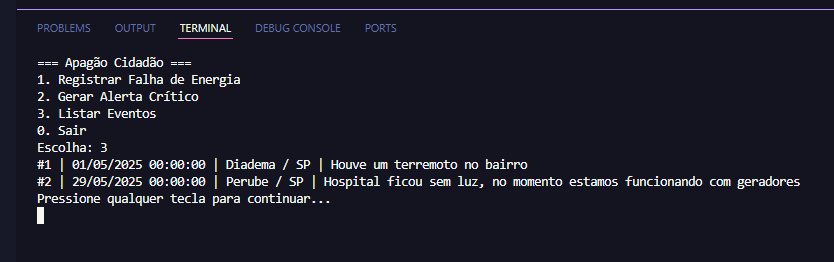 PROBLEMS OUTPUT TERMINAL DEBUG CONSOLE PORTS
=== Apagão Cidadão ===
1. Registrar Falha de Energia
2. Gerar Alerta Crítico
3. Listar Eventos
0. Sair
Escolha: 3
#1 | 01/05/2025 00:00:00 | Diadema / SP | Houve um terremoto no bairro
#2 | 29/05/2025 00:00:00 | Perube / SP | Hospital ficou sem luz, no momento estamos funcionando com geradores
Pressione qualquer tecla para continuar...